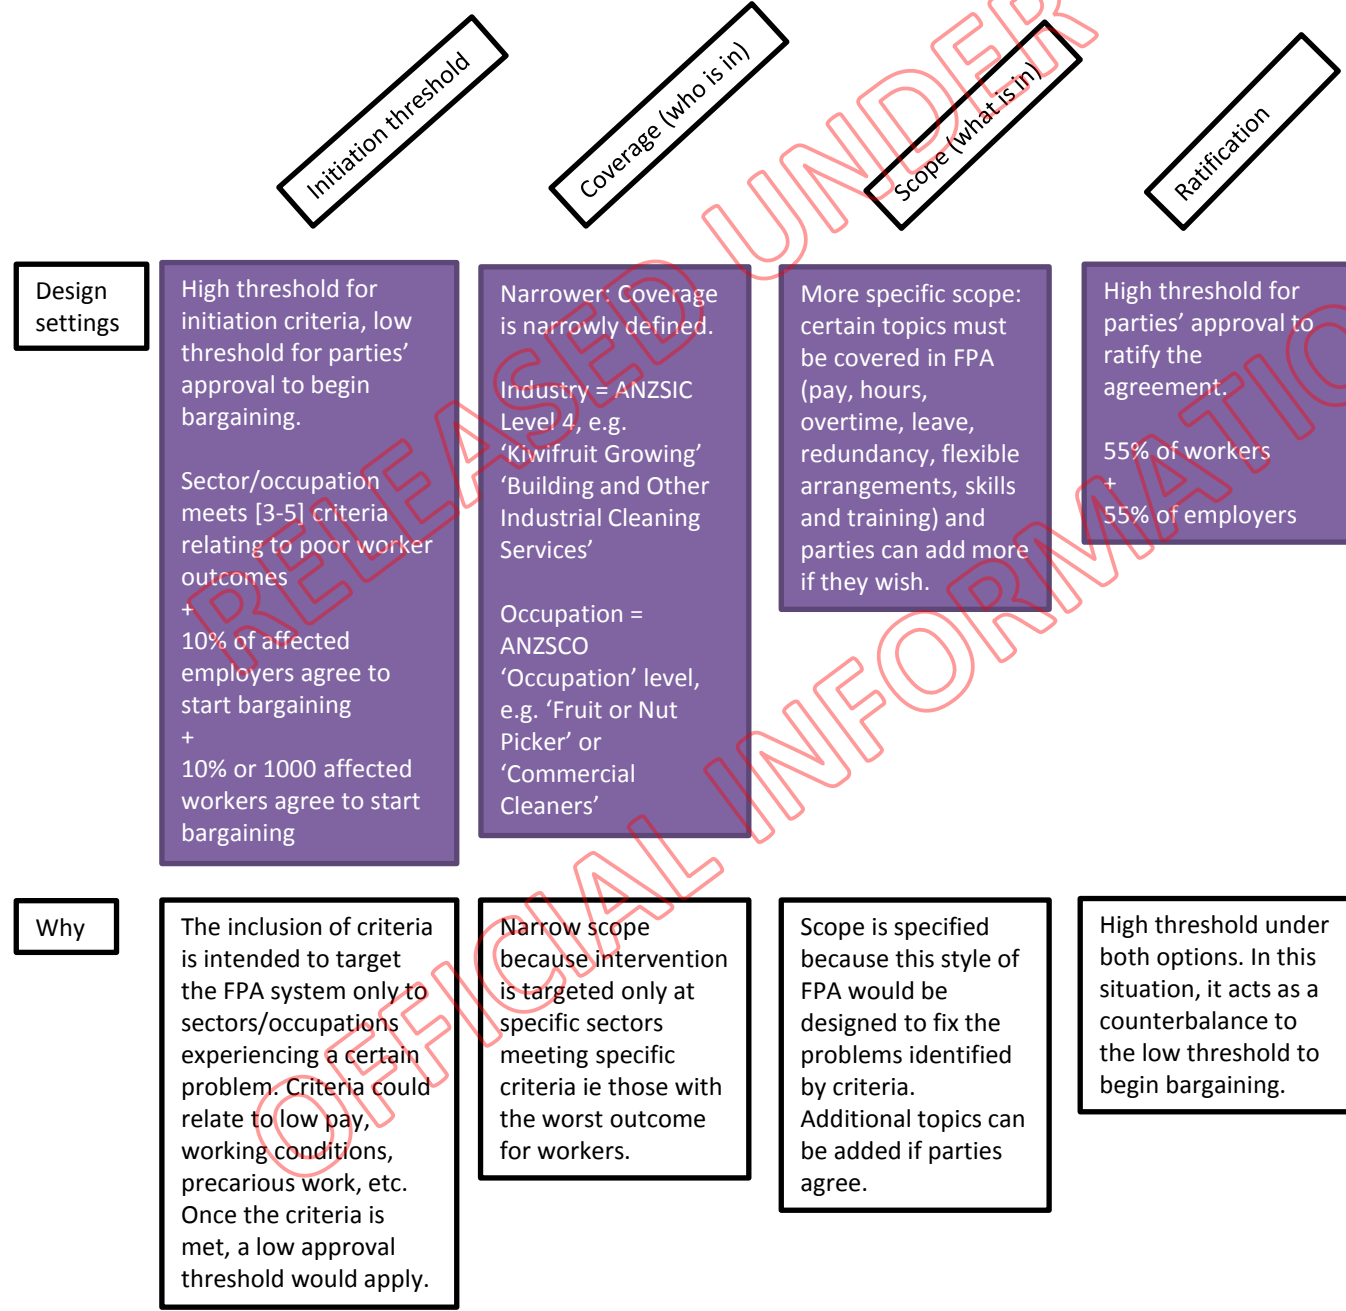 Initiation threshold
Coverage (who is in)
Scope (what is in)
Ratification
Design
settings
High threshold for
initiation criteria, low
threshold for parties’
approval to begin
bargaining.
Sector/occupation
meets [3-5] criteria
relating to poor worker
outcomes
+
10% of affected
employers agree to
start bargaining
+
10% or 1000 affected
workers agree to start
bargaining
Narrower: Coverage
is narrowly defined.
Industry = ANZSIC
Level 4, e.g.
‘Kiwifruit Growing’
‘Building and Other
Industrial Cleaning
Services’
Occupation =
ANZSCO
‘Occupation’ level,
e.g. ‘Fruit or Nut
Picker’ or
‘Commercial
Cleaners’
More specific scope:
certain topics must
be covered in FPA
(pay, hours,
overtime, leave,
redundancy, flexible
arrangements, skills
and training) and
parties can add more
if they wish.
High threshold for
parties’ approval to
ratify the
agreement.
55% of workers
+
55% of employers
Why
The inclusion of criteria
is intended to target
the FPA system only to
sectors/occupations
experiencing a certain
problem. Criteria could
relate to low pay,
working conditions,
precarious work, etc.
Once the criteria is
met, a low approval
threshold would apply.
Narrow scope
because intervention
is targeted only at
specific sectors
meeting specific
criteria ie those with
the worst outcome
for workers.
Scope is specified
because this style of
FPA would be
designed to fix the
problems identified
by criteria.
Additional topics can
be added if parties
agree.
High threshold under
both options. In this
situation, it acts as a
counterbalance to
the low threshold to
begin bargaining.
RELEASED UNDER
OFFICIAL INFORMATIO